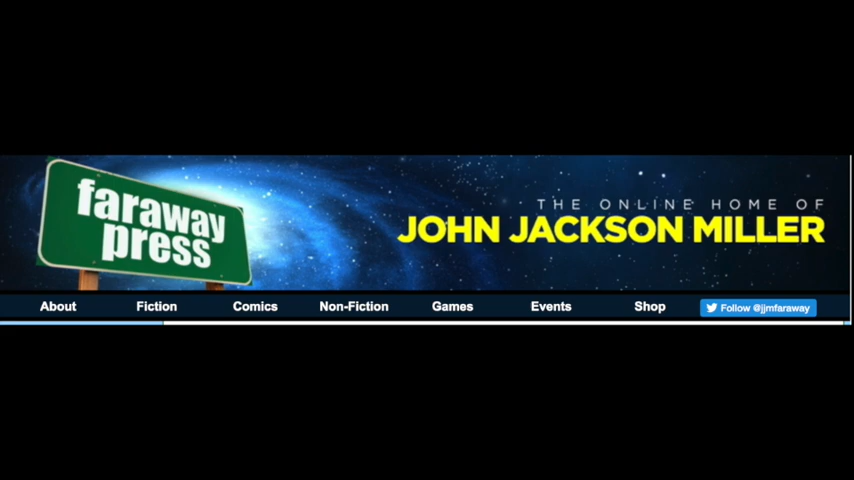 faraway
press
THE ONLINE HOME OF
JOHN JACKSON MILLER
About Fiction Comics Non-Fiction Games Events Shop Follow @jjmfaraway